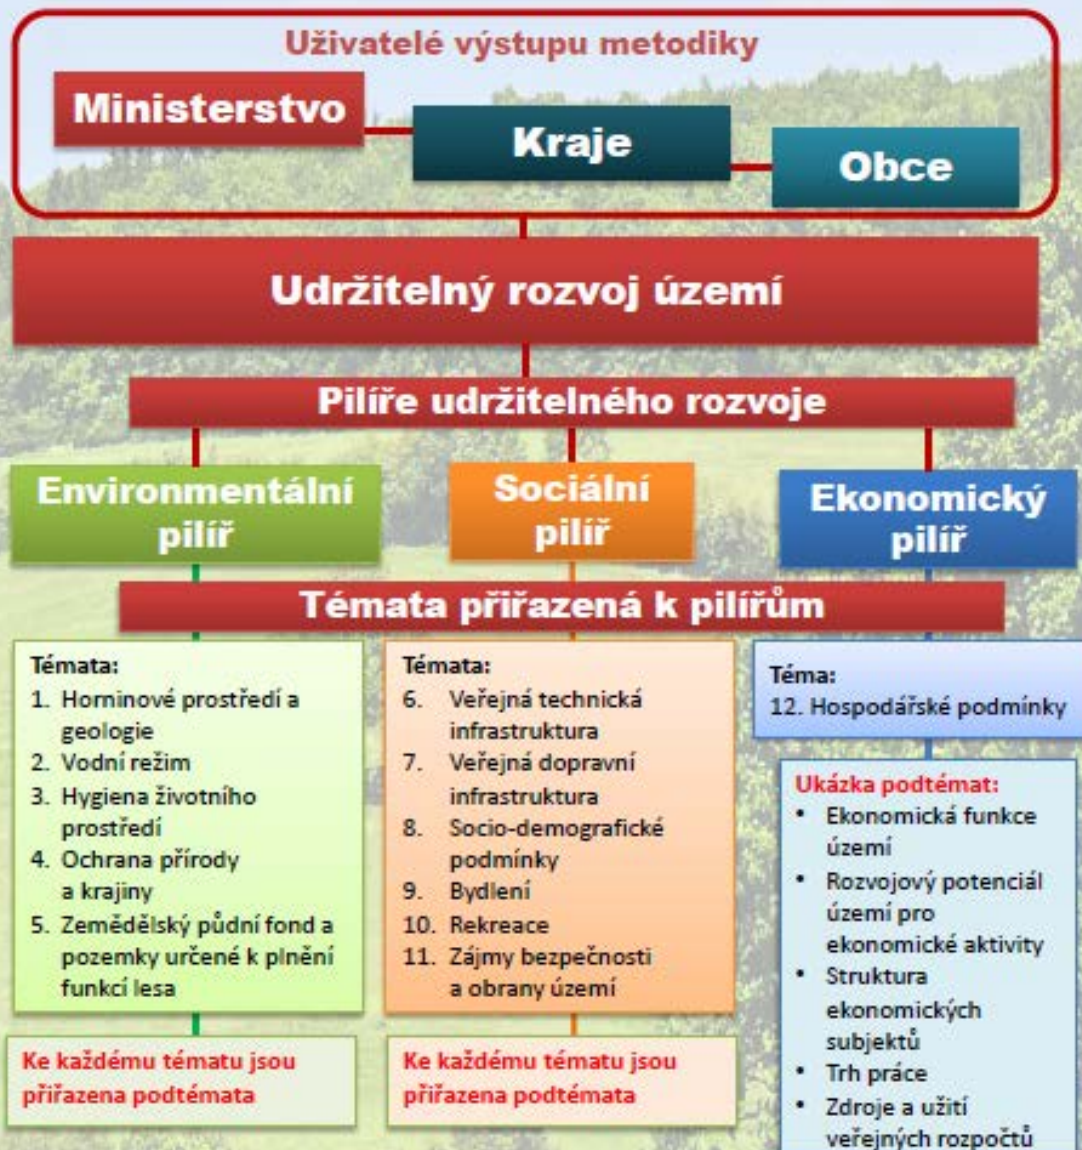 Uživatelé výstupu metodiky
Ministerstvo
Kraje
Obce
Udržitelný rozvoj území
Pilíře udržitelného rozvoje
Environmentální
pilíř
Sociální
pilíř
Ekonomický
pilíř
Témata přiřazená k pilířům
Témata:
1. Horninové prostředí a
geologie
2. Vodní režim
3. Hygiena životního
prostředí
4. Ochrana přírody
a krajiny
5. Zemědělský půdní fond a
pozemky určené k plnění
funkcí lesa
Ke každému tématu jsou
přiřazena podtémata
Témata:
6. Veřejná technická
infrastruktura
7. Veřejná dopravní
infrastruktura
8. Socio-demografické
podmínky
9. Bydlení
10. Rekreace
11. Zájmy bezpečnosti
a obrany území
Ke každému tématu jsou
přiřazena podtémata
Téma:
12. Hospodářské podmínky
Ukázka podtémat:
• Ekonomická funkce
území
• Rozvojový potenciál
území pro
ekonomické aktivity
• Struktura
ekonomických
subjektů
• Trh práce
• Zdroje a užití
veřejných rozpočtů